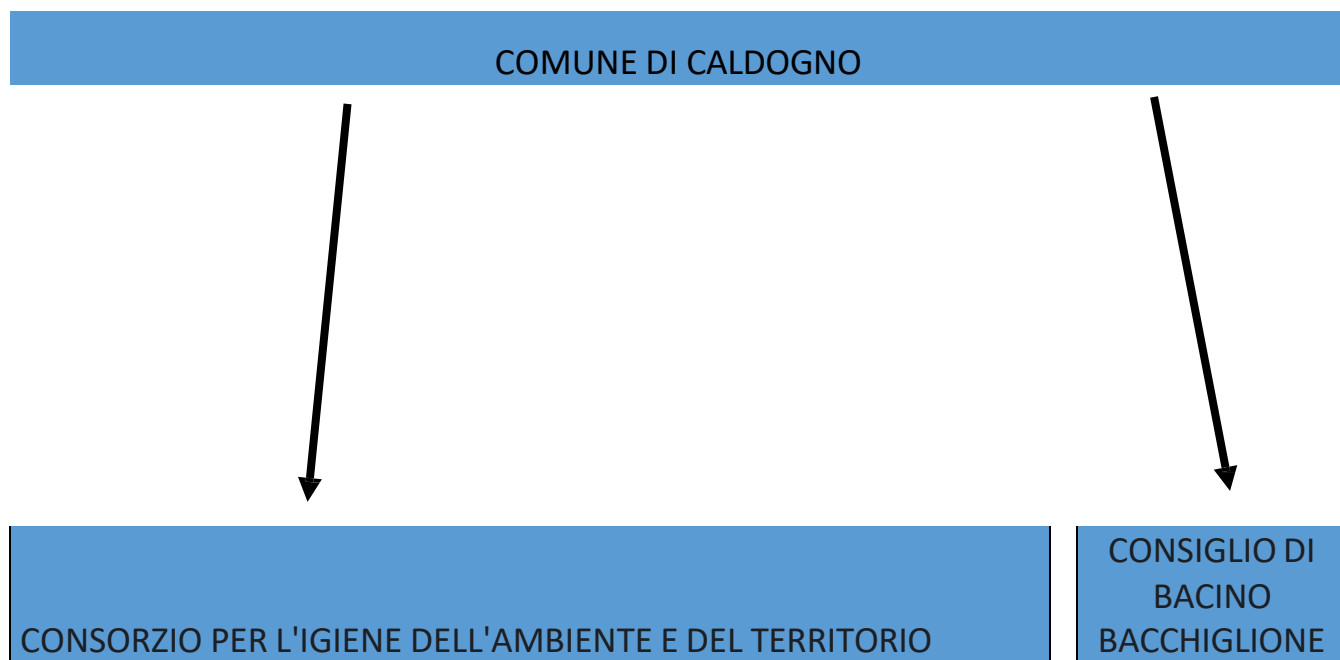 COMUNE DI CALDOGNO
CONSORZIO PER L'IGIENE DELL'AMBIENTE E DEL TERRITORIO
CONSIGLIO DI
BACINO
BACCHIGLIONE